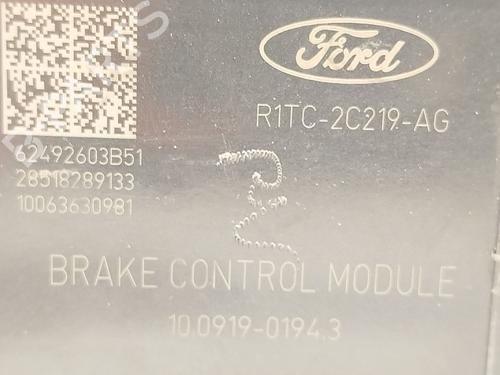 Ford
R1TC-2C219-AG
62492603B51
28518289133
10063630981
BRAKE CONTROL MODULE
10.0919-0194.3